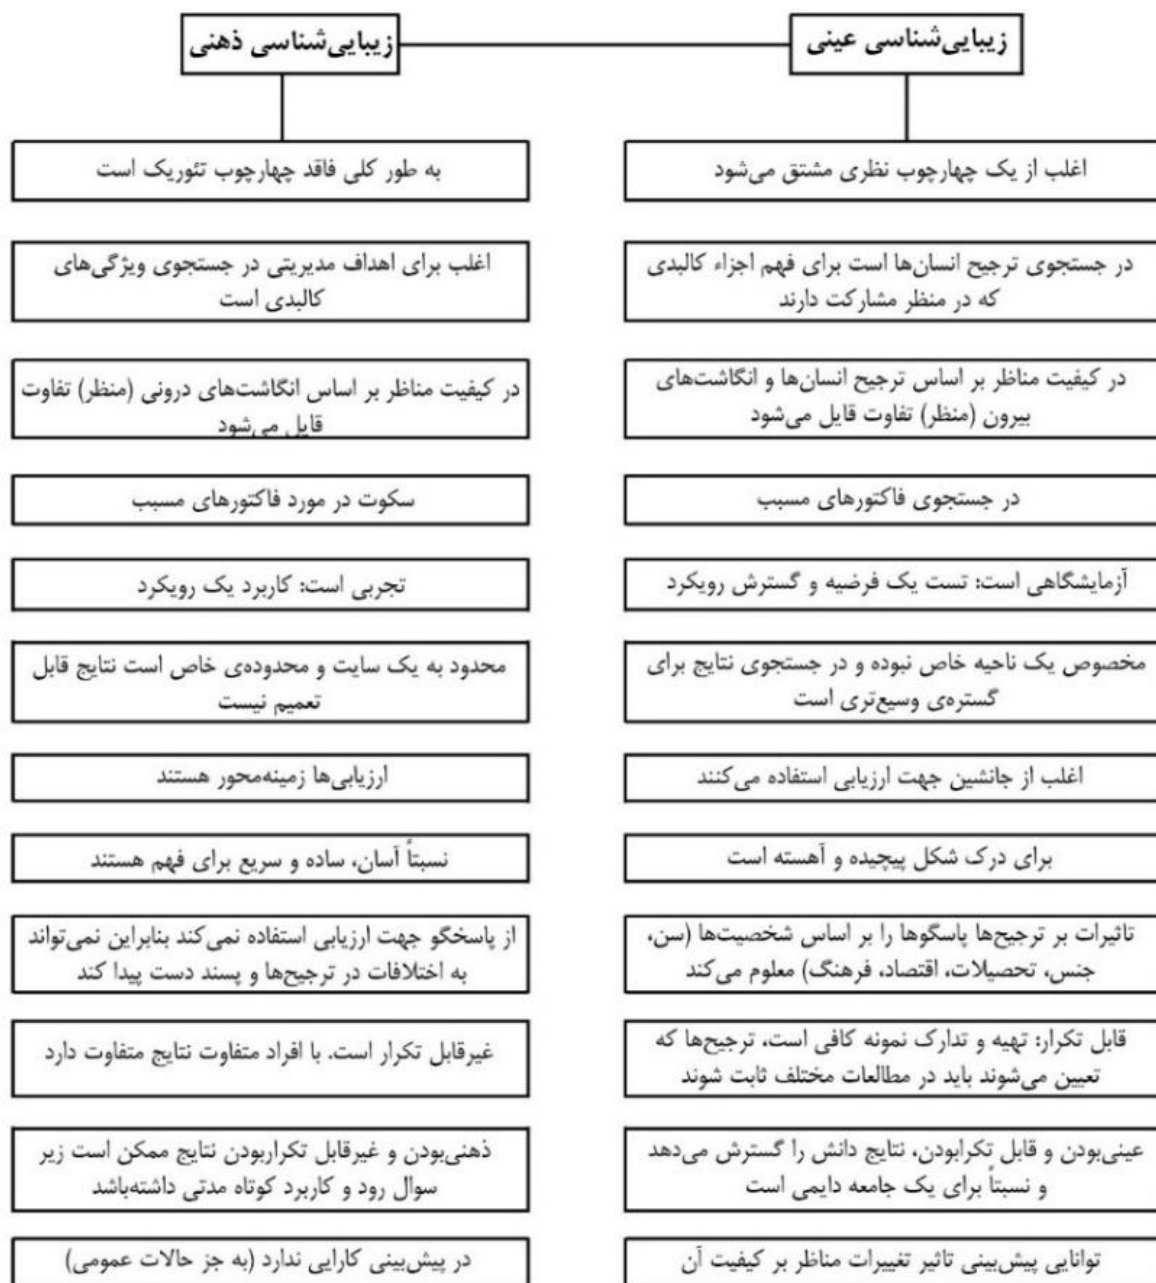 زیبایی‌شناسی عینی
زیبایی‌شناسی ذهنی
اغلب از یک چهارچوب نظری مشتق می‌شود
به طور کلی فاقد چهارچوب تئوریک است
در جستجوی ترجیح انسان‌ها است برای فهم اجزاء کالبدی
که در منظر مشارکت دارند
اغلب برای اهداف مدیریتی در جستجوی ویژگی‌های
کالبدی است
در کیفیت مناظر بر اساس ترجیح انسان‌ها و انگاشت‌های
بیرون (منظر) تفاوت قایل می‌شود
در کیفیت مناظر بر اساس انگاشت‌های درونی (منظر) تفاوت
قایل می‌شود
در جستجوی فاکتورهای مسبب
سکوت در مورد فاکتورهای مسبب
آزمایشگاهی است: تست یک فرضیه و گسترش رویکرد
تجربی است: کاربرد یک رویکرد
مخصوص یک ناحیه خاص نبوده و در جستجوی نتایج برای
گستره‌ی وسیع‌تری است
محدود به یک سایت و محدوده‌ی خاص است نتایج قابل
تعمیم نیست
اغلب از جانشین جهت ارزیابی استفاده می‌کنند
ارزیابی‌ها زمینه‌محور هستند
برای درک شکل پیچیده و آهسته است
نسبتاً آسان، ساده و سریع برای فهم هستند
تاثیرات بر ترجیح‌ها پاسگوها را بر اساس شخصیت‌ها (سن،
جنس، تحصیلات، اقتصاد، فرهنگ) معلوم می‌کند
از پاسخگو جهت ارزیابی استفاده نمی‌کند بنابراین نمی‌تواند
به اختلافات در ترجیح‌ها و پسند دست پیدا کند
قابل تکرار: تهیه و تدارک نمونه کافی است، ترجیح‌ها که
تعیین می‌شوند باید در مطالعات مختلف ثابت شوند
غیرقابل تکرار است. با افراد متفاوت نتایج متفاوت دارد
عینی‌بودن و قابل تکرابودن، نتایج دانش را گسترش می‌دهد
و نسبتاً برای یک جامعه دایمی است
ذهنی‌بودن و غیرقابل تکراربودن نتایج ممکن است زیر
سوال رود و کاربرد کوتاه مدتی داشته‌باشد
توانایی پیش‌بینی تاثیر تغییرات مناظر بر کیفیت آن
در پیش‌بینی کارایی ندارد (به جز حالات عمومی)